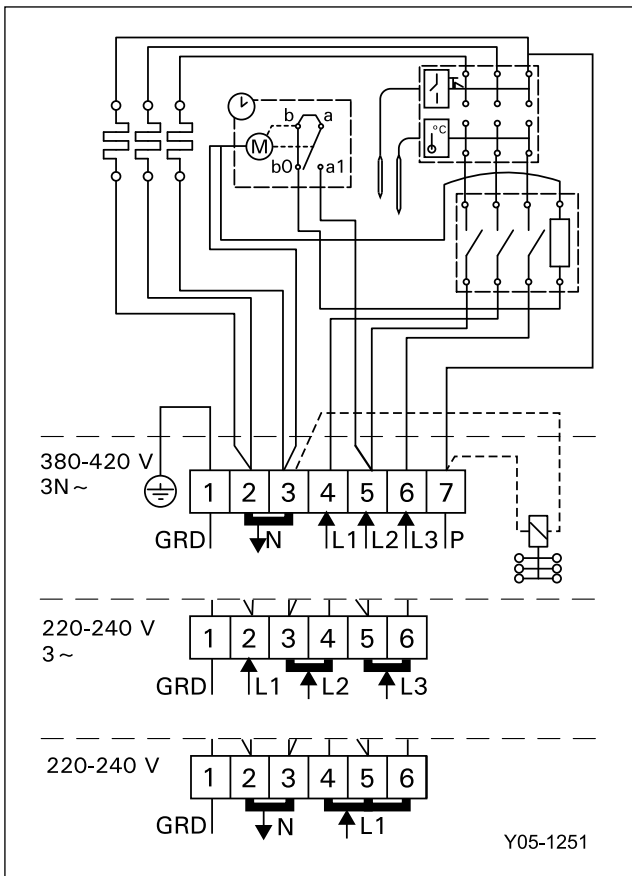 b a
M
b0 a1
°C
380-420 V
3N ~
1 2 3 4 5 6 7
GRD N L1 L2 L3 P
220-240 V
3 ~
1 2 3 4 5 6
GRD L1 L2 L3
220-240 V
1 2 3 4 5 6
GRD N L1
Y05-1251